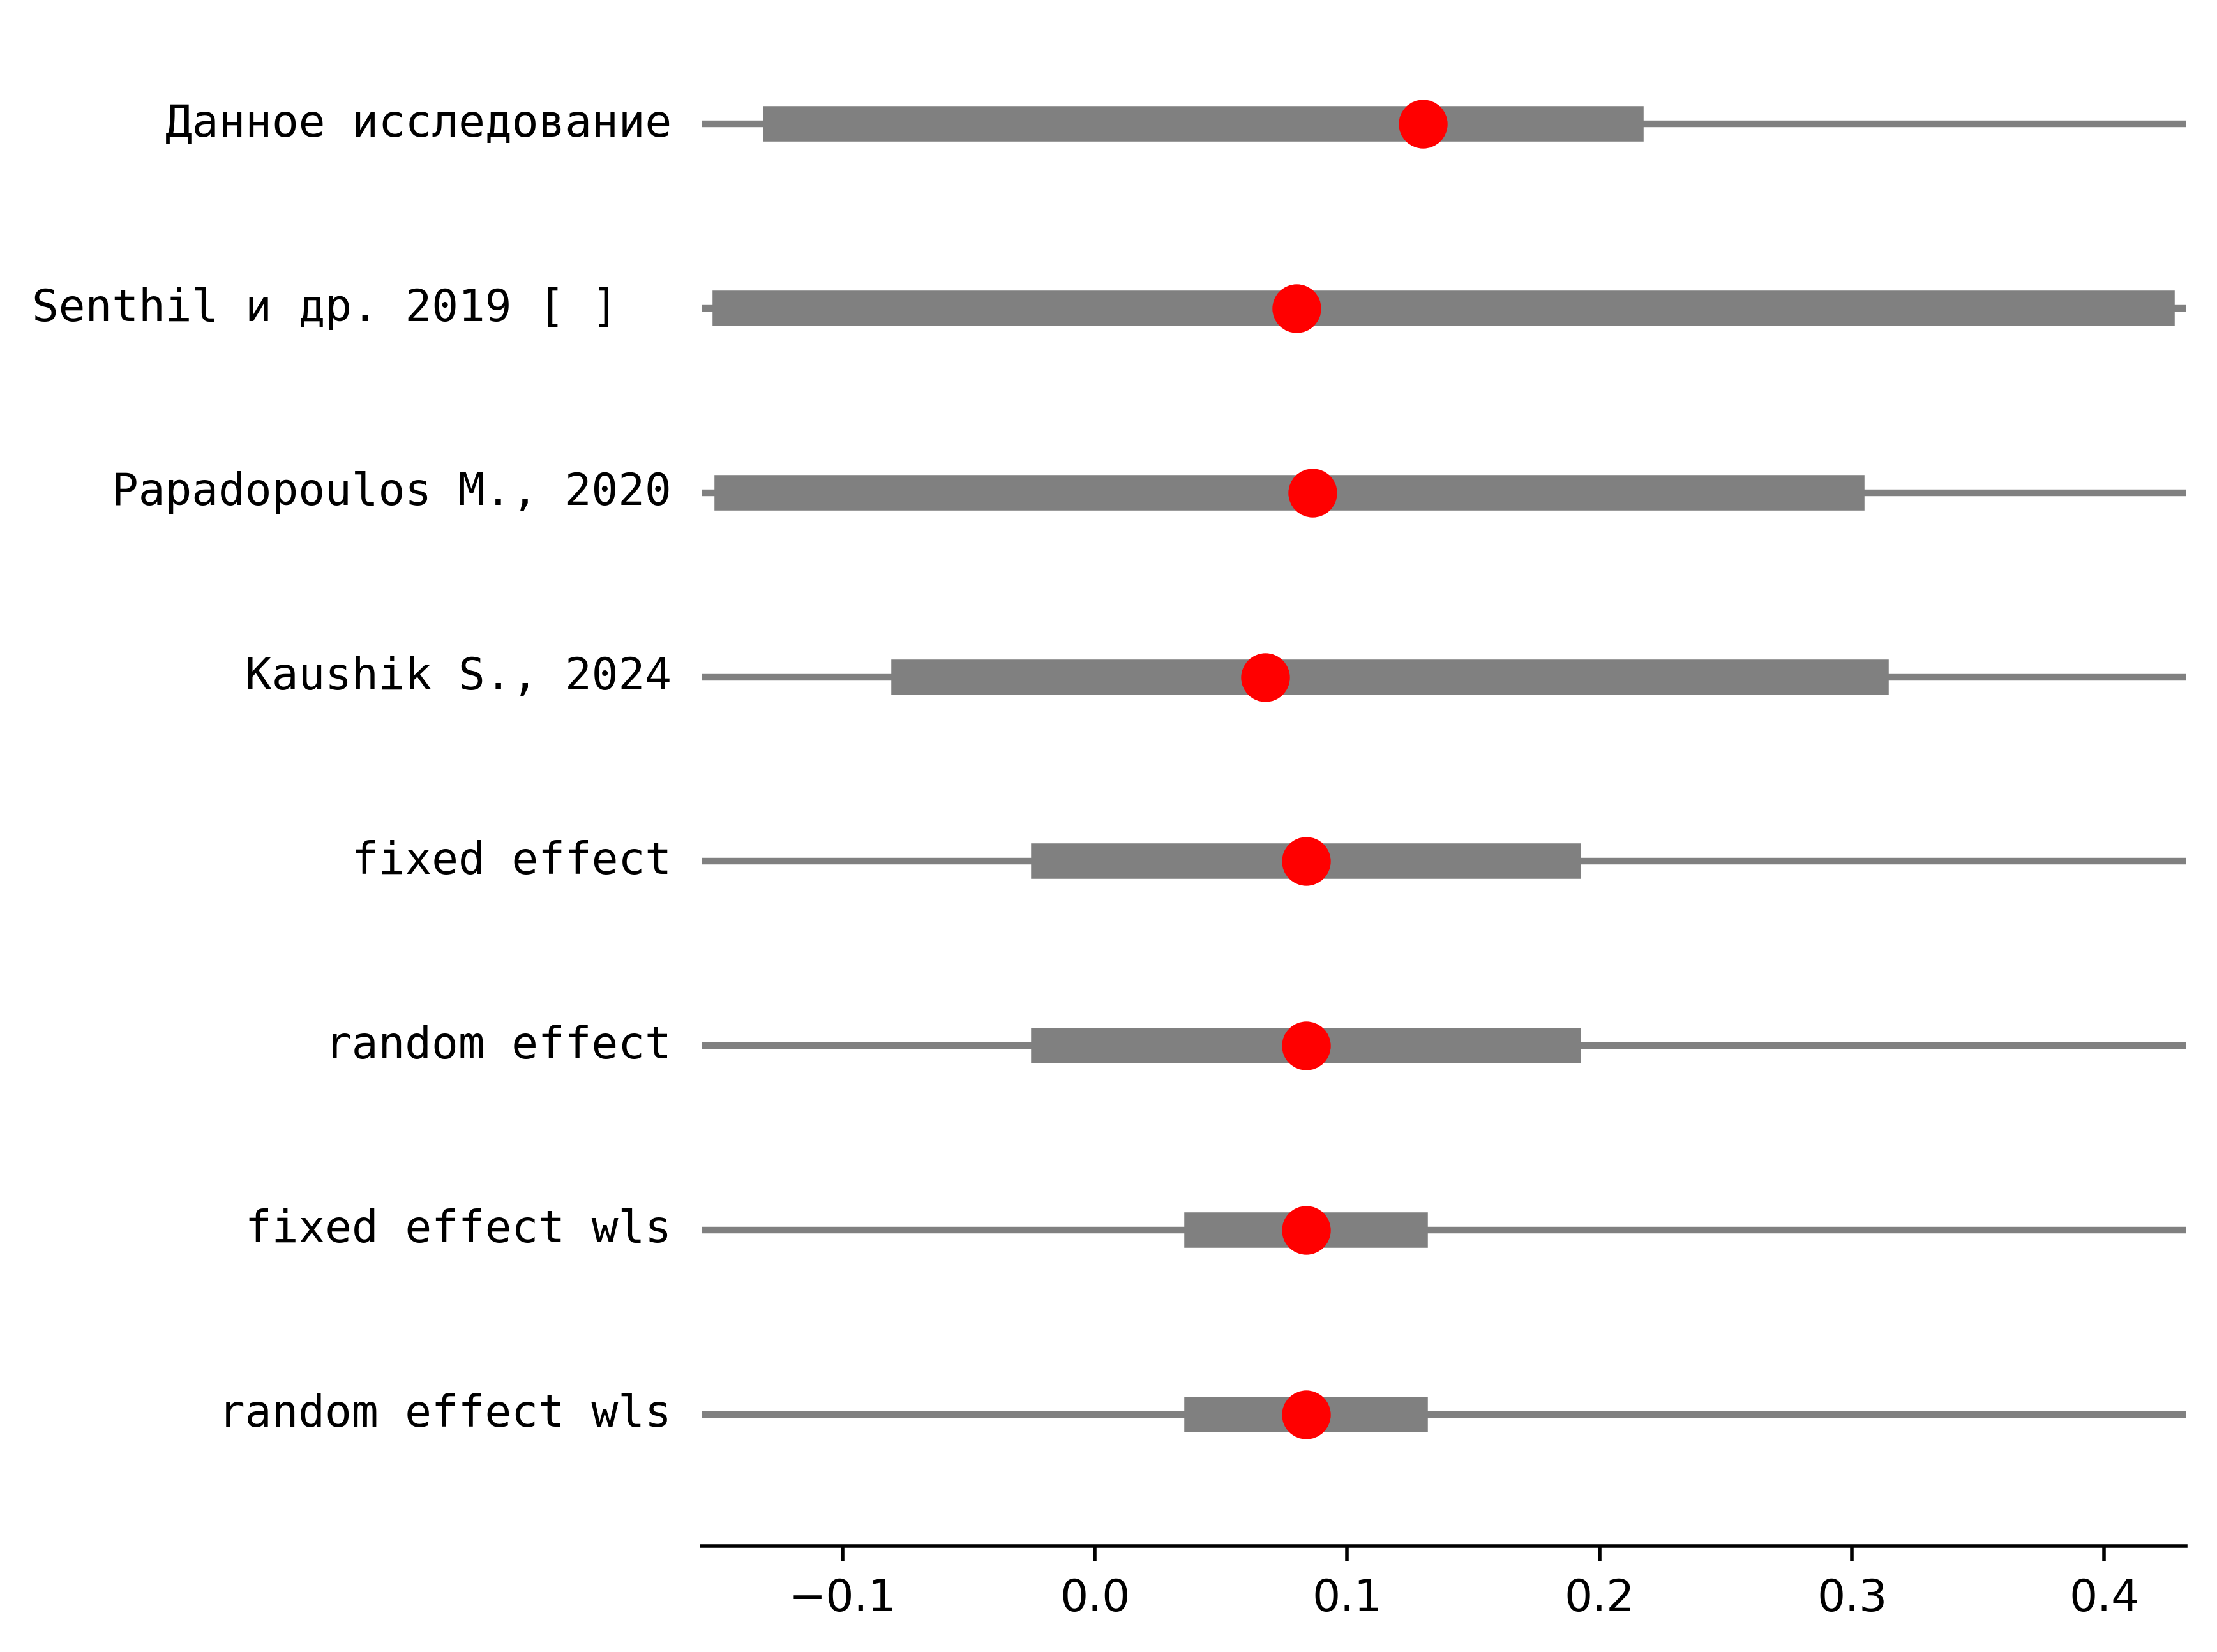 Данное исследование
Senthil и др. 2019 [ ]
Papadopoulos M., 2020
Kaushik S., 2024
fixed effect
random effect
fixed effect wls
random effect wls
−0.1 0.0 0.1 0.2 0.3 0.4